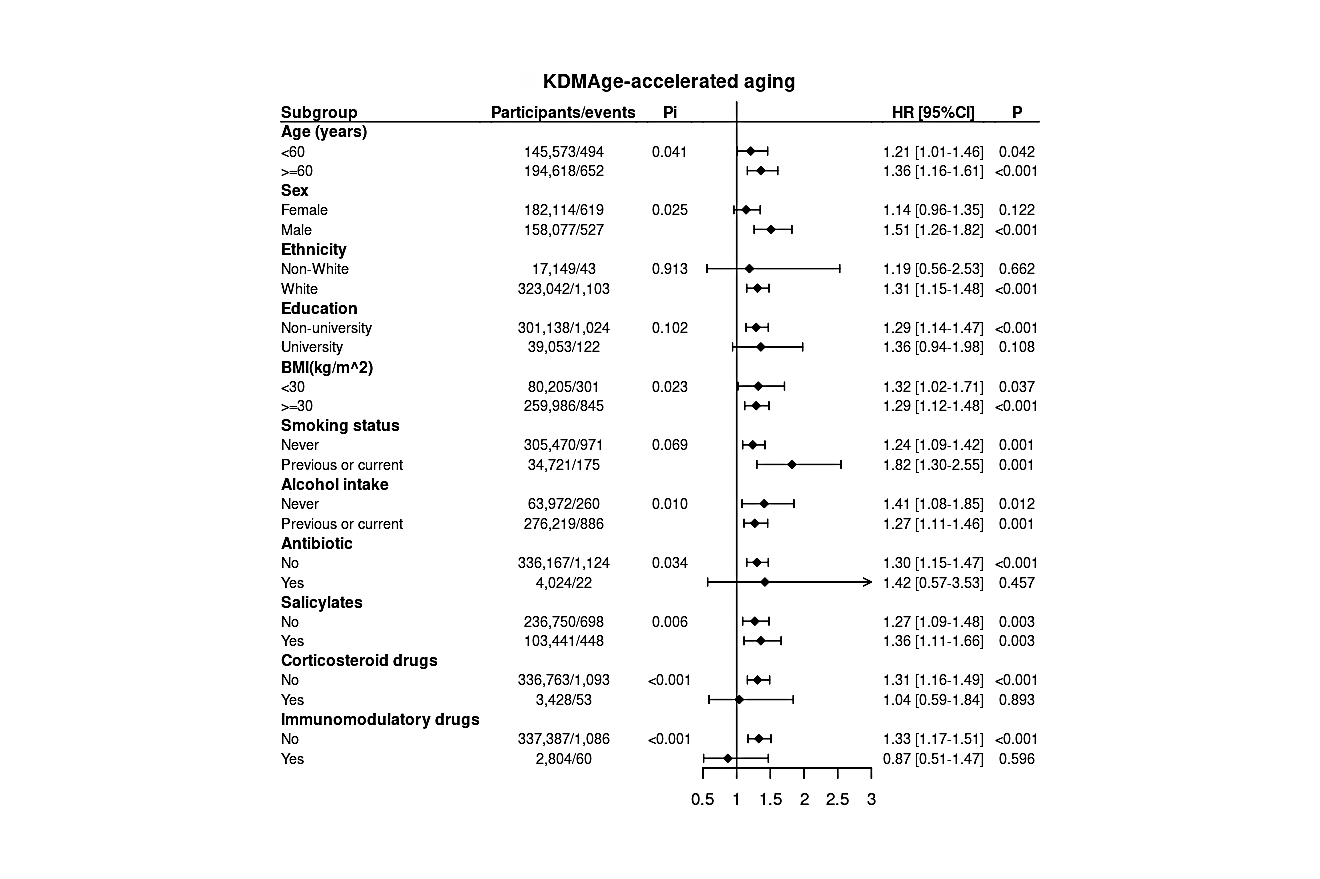 KDMAge-accelerated aging
Subgroup Participants/events Pi HR [95%CI] P
Age (years)
<60 145,573/494 0.041 1.21 [1.01-1.46] 0.042
>=60 194,618/652 1.36 [1.16-1.61] <0.001
Sex
Female 182,114/619 0.025 1.14 [0.96-1.35] 0.122
Male 158,077/527 1.51 [1.26-1.82] <0.001
Ethnicity
Non-White 17,149/43 0.913 1.19 [0.56-2.53] 0.662
White 323,042/1,103 1.31 [1.15-1.48] <0.001
Education
Non-university 301,138/1,024 0.102 1.29 [1.14-1.47] <0.001
University 39,053/122 1.36 [0.94-1.98] 0.108
BMI(kg/m^2)
<30 80,205/301 0.023 1.32 [1.02-1.71] 0.037
>=30 259,986/845 1.29 [1.12-1.48] <0.001
Smoking status
Never 305,470/971 0.069 1.24 [1.09-1.42] 0.001
Previous or current 34,721/175 1.82 [1.30-2.55] 0.001
Alcohol intake
Never 63,972/260 0.010 1.41 [1.08-1.85] 0.012
Previous or current 276,219/886 1.27 [1.11-1.46] 0.001
Antibiotic
No 336,167/1,124 0.034 1.30 [1.15-1.47] <0.001
Yes 4,024/22 1.42 [0.57-3.53] 0.457
Salicylates
No 236,750/698 0.006 1.27 [1.09-1.48] 0.003
Yes 103,441/448 1.36 [1.11-1.66] 0.003
Corticosteroid drugs
No 336,763/1,093 <0.001 1.31 [1.16-1.49] <0.001
Yes 3,428/53 1.04 [0.59-1.84] 0.893
Immunomodulatory drugs
No 337,387/1,086 <0.001 1.33 [1.17-1.51] <0.001
Yes 2,804/60 0.87 [0.51-1.47] 0.596
0.5 1 1.5 2 2.5 3